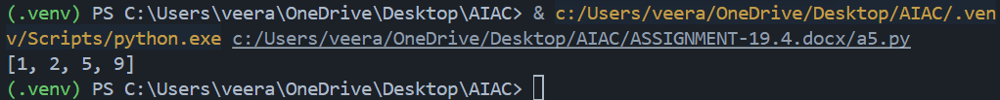 (.venv) PS C:\Users\veera\OneDrive\Desktop\AIAC> & c:/Users/veera/OneDrive/Desktop/AIAC/.ven
v/Scripts/python.exe c:/Users/veera/OneDrive/Desktop/AIAC/ASSIGNMENT-19.4.docx/a5.py
[1, 2, 5, 9]
(.venv) PS C:\Users\veera\OneDrive\Desktop\AIAC>